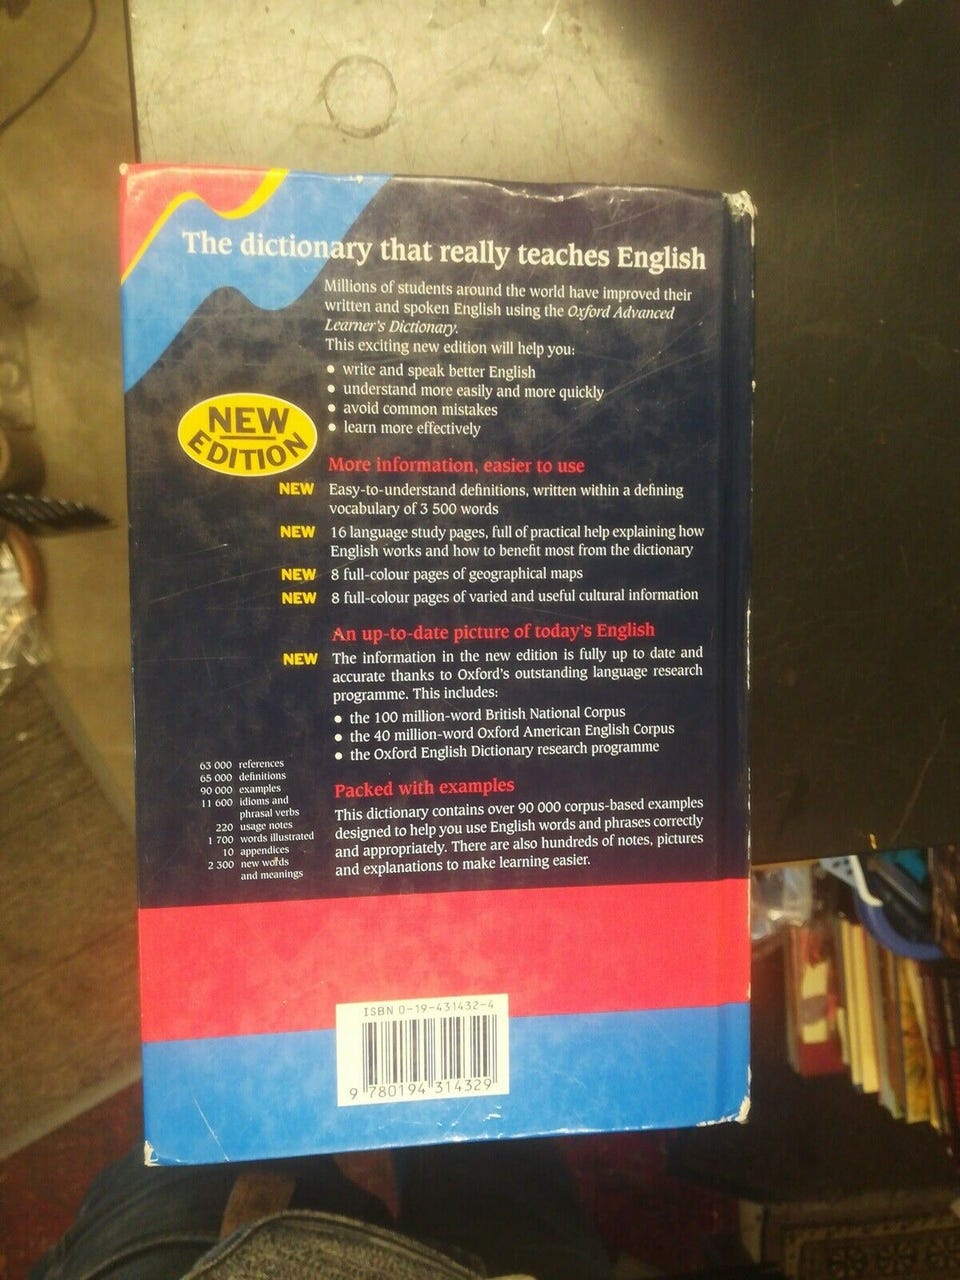 The dictionary that really teaches English
Millions of students around the world have improved their
written and spoken English using the Oxford Advanced
Learner's Dictionary.
This exciting new edition will help you:
• write and speak better English
• understand more easily and more quickly
• avoid common mistakes
• learn more effectively
NEW
EDITION
More information, easier to use
NEW Easy-to-understand definitions, written within a defining
vocabulary of 3 500 words
NEW 16 language study pages, full of practical help explaining how
English works and how to benefit most from the dictionary
NEW 8 full-colour pages of geographical maps
NEW 8 full-colour pages of varied and useful cultural information
An up-to-date picture of today's English
NEW The information in the new edition is fully up to date and
accurate thanks to Oxford's outstanding language research
programme. This includes:
• the 100 million-word British National Corpus
• the 40 million-word Oxford American English Corpus
• the Oxford English Dictionary research programme
63 000 references
65 000 definitions
90 000 examples
11 600 idioms and
phrasal verbs
220 usage notes
1 700 words illustrated
10 appendices
2 300 new words
and meanings
Packed with examples
This dictionary contains over 90 000 corpus-based examples
designed to help you use English words and phrases correctly
and appropriately. There are also hundreds of notes, pictures
and explanations to make learning easier.
ISBN 0-19-431432-4
9 780194 314329